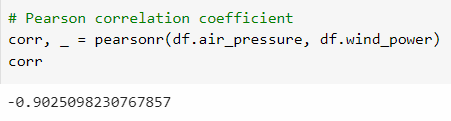 # Pearson correlation coefficient
corr, _ = pearsonr(df.air_pressure, df.wind_power)
corr
-0.9025098230767857